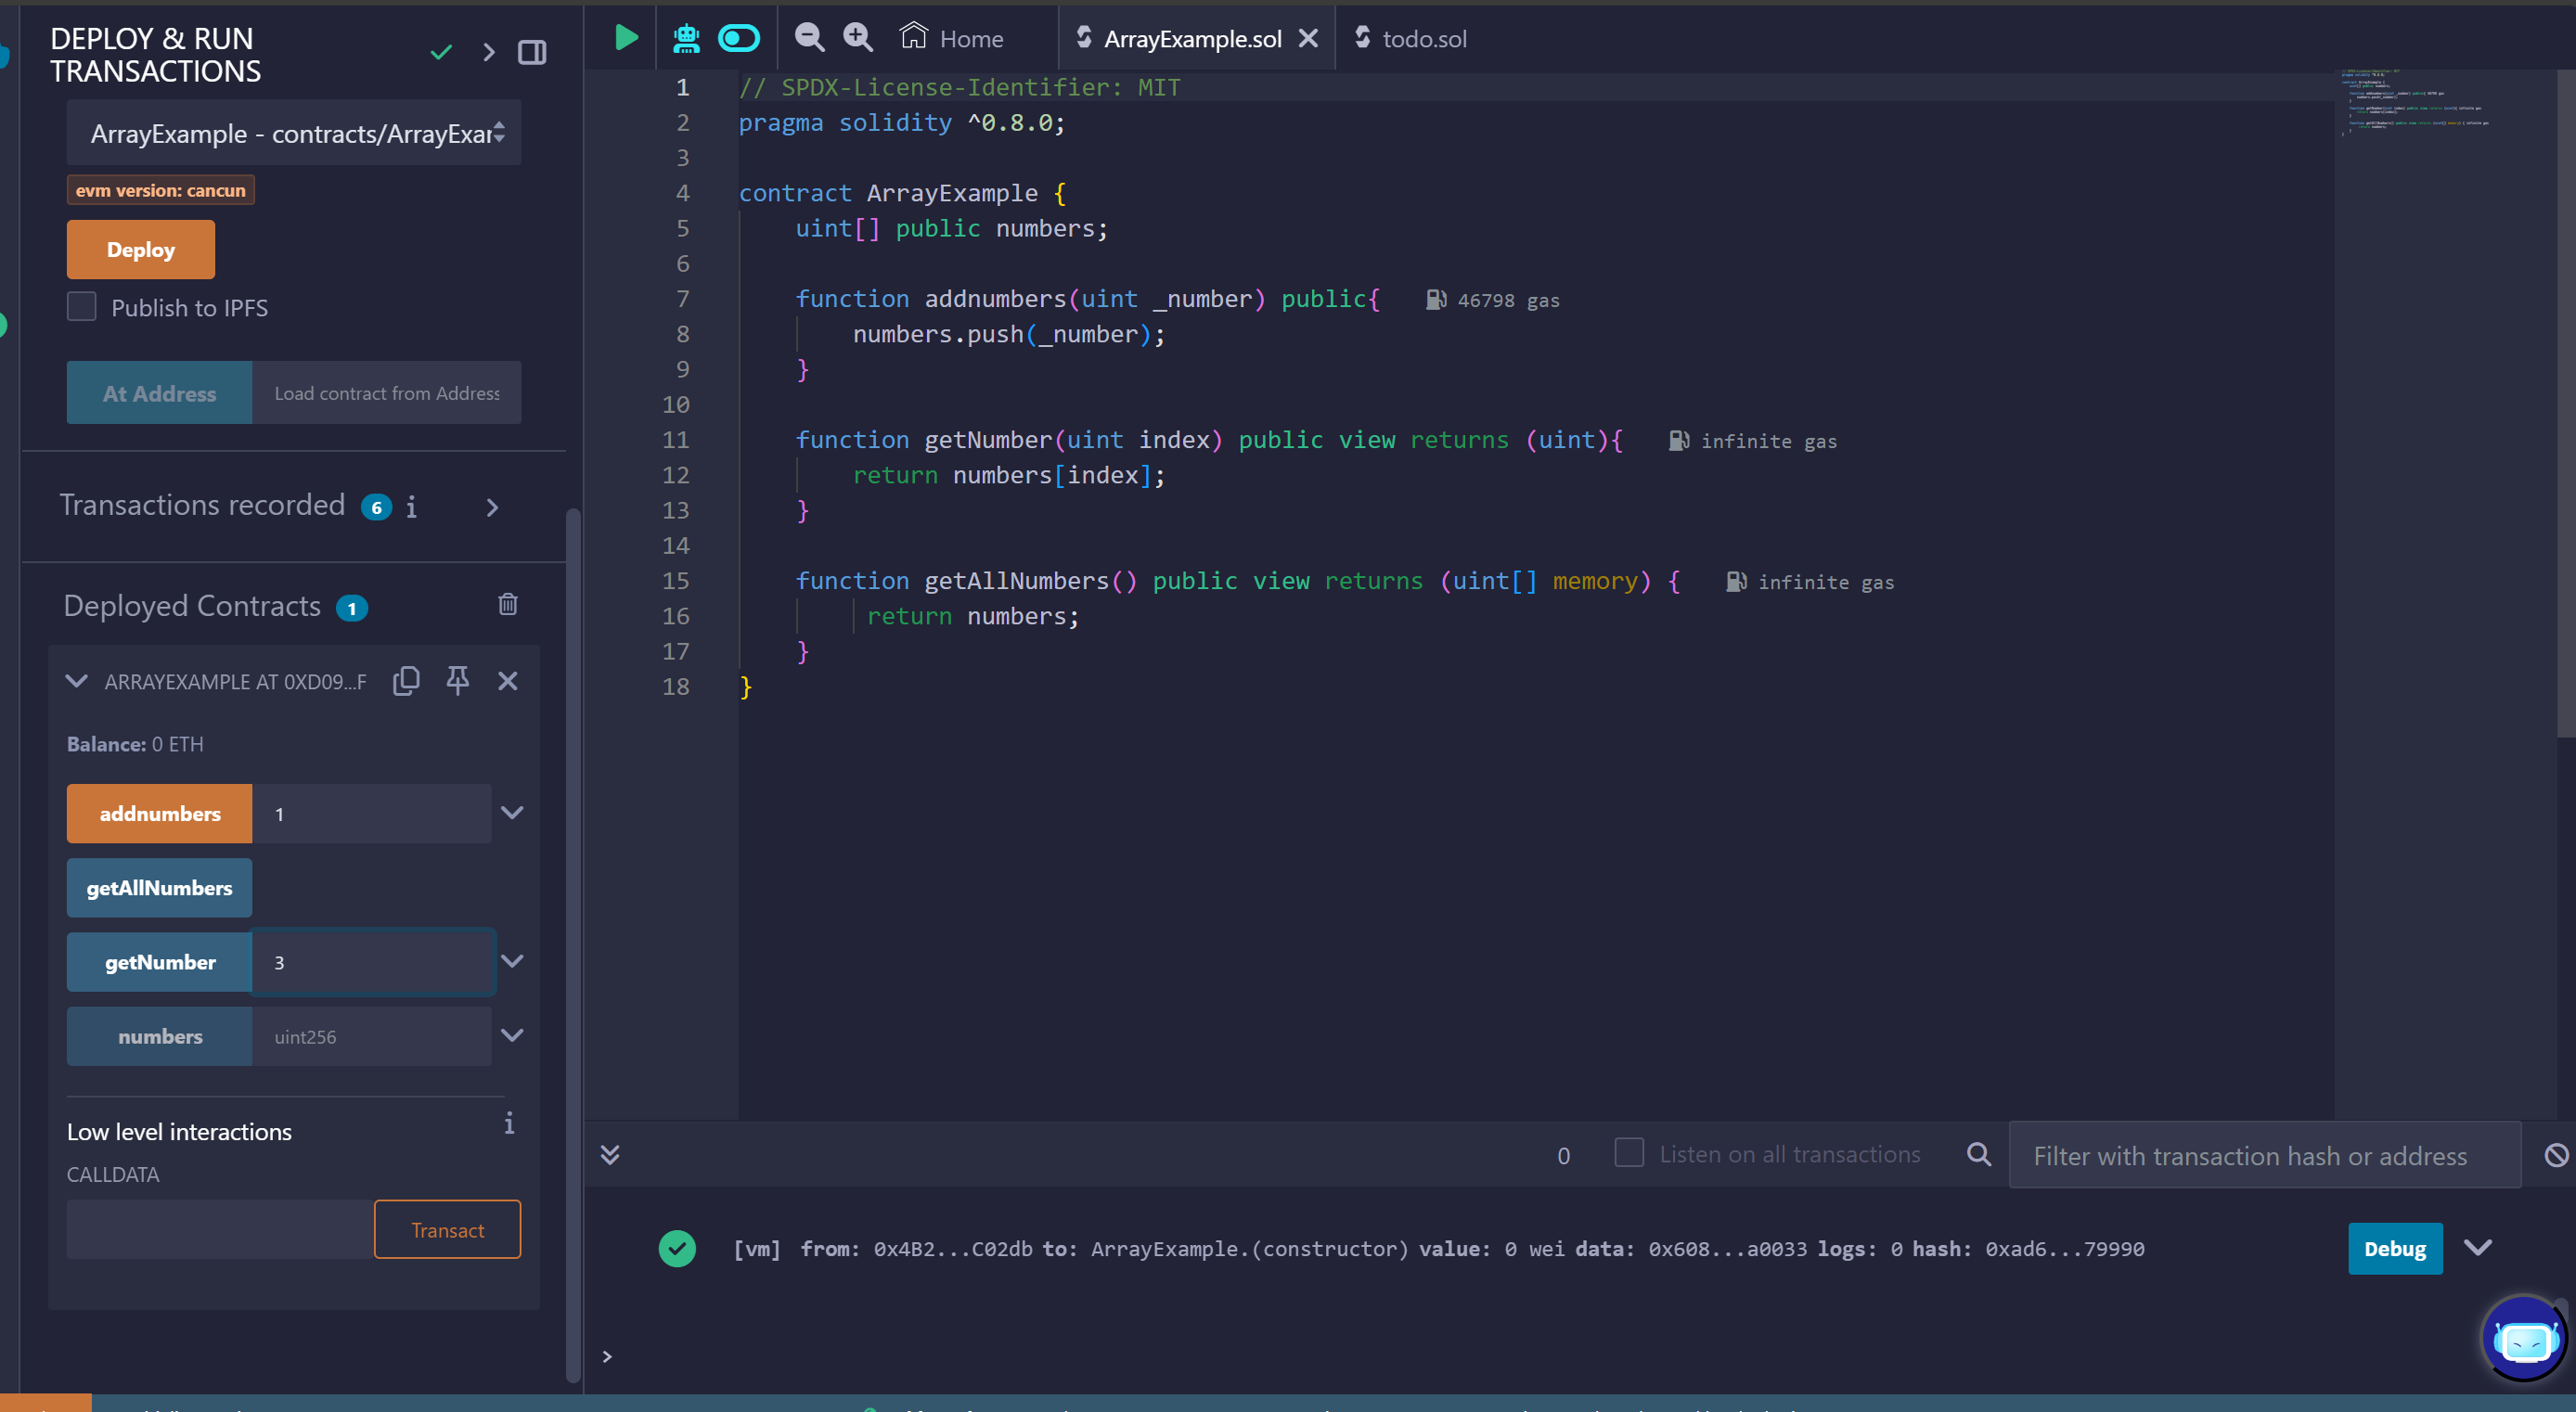 DEPLOY & RUN
TRANSACTIONS
ArrayExample - contracts/ArrayExar
evm version: cancun
Deploy
Publish to IPFS
At Address
Load contract from Address
Transactions recorded 6 i
Deployed Contracts 1
ARRAYEXAMPLE AT 0XD09...F
Balance: 0 ETH
addnumbers 1
getAllNumbers
getNumber 3
numbers uint256
Low level interactions i
CALLDATA
Transact
Home
ArrayExample.sol
todo.sol
1 // SPDX-License-Identifier: MIT
2 pragma solidity ^0.8.0;
3
4 contract ArrayExample {
5 uint[] public numbers;
6
7 function addnumbers(uint _number) public{ 46798 gas
8 numbers.push(_number);
9 }
10
11 function getNumber(uint index) public view returns (uint){ infinite gas
12 return numbers[index];
13 }
14
15 function getAllNumbers() public view returns (uint[] memory) { infinite gas
16 return numbers;
17 }
18 }
0 Listen on all transactions Filter with transaction hash or address
[vm] from: 0x4B2...C02db to: ArrayExample.(constructor) value: 0 wei data: 0x608...a0033 logs: 0 hash: 0xad6...79990 Debug
>